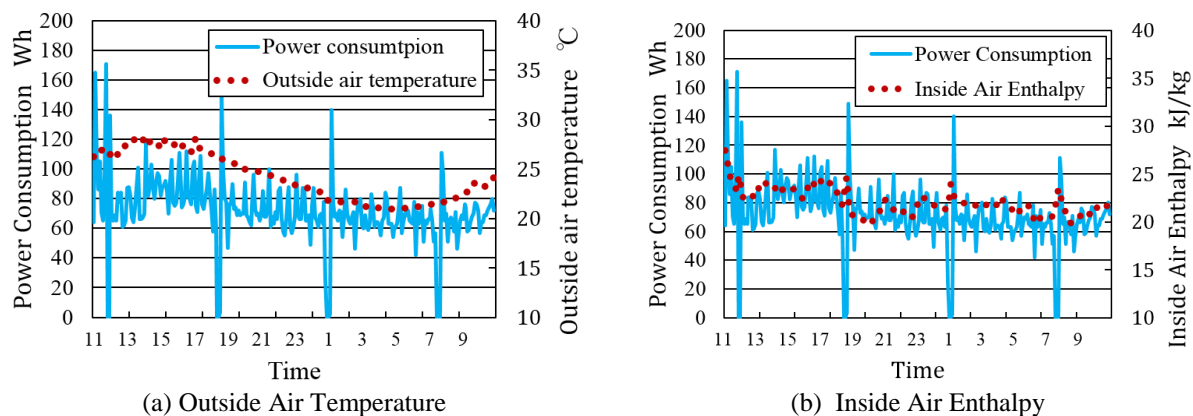 200
180
160
140
120
100
80
60
40
20
0
Power Consumption Wh
40
35
30
25
20
15
10
Outside air temperature ℃
Power consumtpion
Outside air temperature
11 13 15 17 19 21 23 1 3 5 7 9
Time
(a) Outside Air Temperature
200
180
160
140
120
100
80
60
40
20
0
Power Consumption Wh
40
35
30
25
20
15
10
Inside Air Enthalpy kJ/kg
Power Consumption
Inside Air Enthalpy
11 13 15 17 19 21 23 1 3 5 7 9
Time
(b) Inside Air Enthalpy